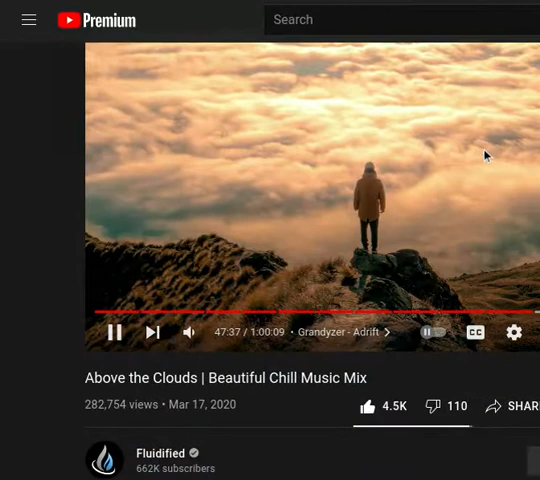 Premium
Search
47:37 / 1:00:09 • Grandyzer - Adrift
CC
Above the Clouds | Beautiful Chill Music Mix
282,754 views • Mar 17, 2020
4.5K 110 SHAR
Fluidified
662K subscribers